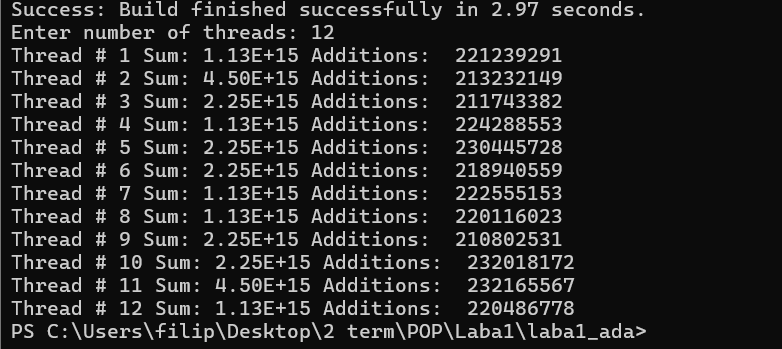 Success: Build finished successfully in 2.97 seconds.
Enter number of threads: 12
Thread # 1 Sum: 1.13E+15 Additions:  221239291
Thread # 2 Sum: 4.50E+15 Additions:  213232149
Thread # 3 Sum: 2.25E+15 Additions:  211743382
Thread # 4 Sum: 1.13E+15 Additions:  224288553
Thread # 5 Sum: 2.25E+15 Additions:  230445728
Thread # 6 Sum: 2.25E+15 Additions:  218940559
Thread # 7 Sum: 1.13E+15 Additions:  222555153
Thread # 8 Sum: 1.13E+15 Additions:  220116023
Thread # 9 Sum: 2.25E+15 Additions:  210802531
Thread # 10 Sum: 2.25E+15 Additions:  232018172
Thread # 11 Sum: 4.50E+15 Additions:  232165567
Thread # 12 Sum: 1.13E+15 Additions:  220486778
PS C:\Users\filip\Desktop\2 term\POP\Laba1\laba1_ada>